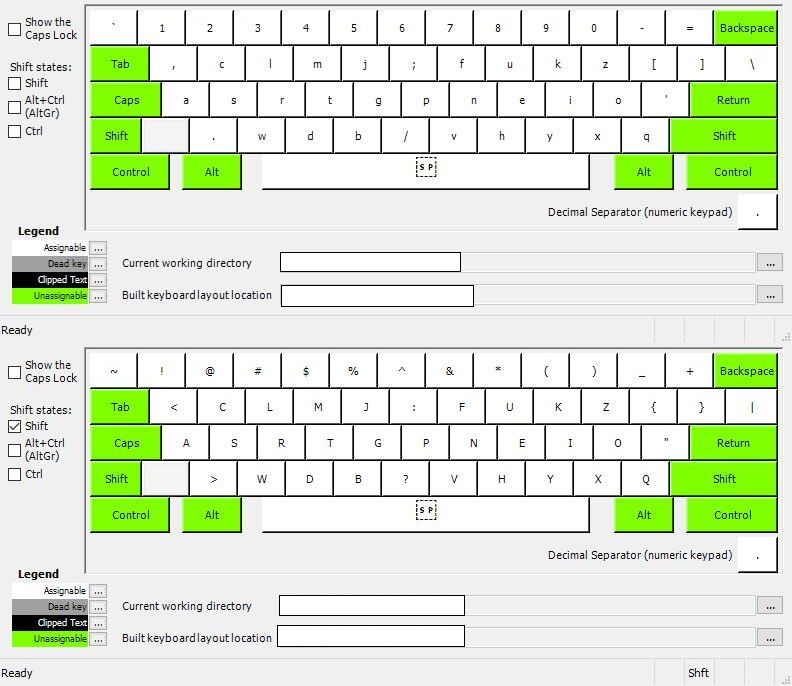 Show the
Caps Lock
` 1 2 3 4 5 6 7 8 9 0 - = Backspace
Shift states:
Tab , c l m j ; f u k z [ ] \
Shift
Alt+Ctrl
(AltGr)
Caps a s r t g p n e i o ' Return
Ctrl
Shift . w d b / v h y x q Shift
Control Alt SP Alt Control
Decimal Separator (numeric keypad) .
Legend
Assignable ...
Dead key ... Current working directory ...
Clipped Text ...
Unassignable ... Built keyboard layout location ...
Ready
Show the
Caps Lock
~ ! @ # $ % ^ & * ( ) _ + Backspace
Shift states:
Tab < C L M J : F U K Z { } |
Shift
Alt+Ctrl
(AltGr)
Caps A S R T G P N E I O " Return
Ctrl
Shift > W D B ? V H Y X Q Shift
Control Alt SP Alt Control
Decimal Separator (numeric keypad) .
Legend
Assignable ...
Dead key ... Current working directory ...
Clipped Text ...
Unassignable ... Built keyboard layout location ...
Ready Shft